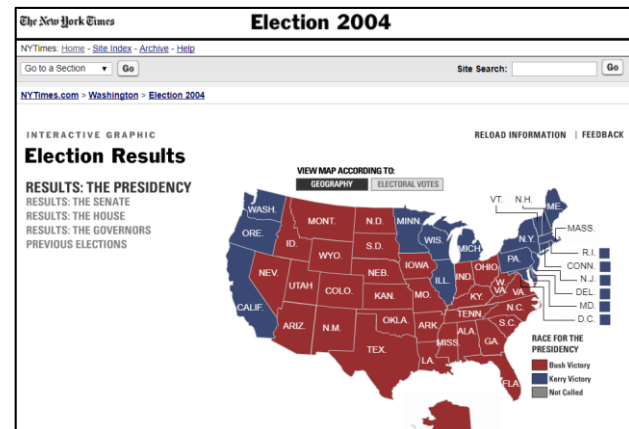 The New York Times
Election 2004
NYTimes: Home - Site Index - Archive - Help
Go to a Section Go
Site Search: Go
NYTimes.com > Washington > Election 2004
INTERACTIVE GRAPHIC
RELOAD INFORMATION | FEEDBACK
Election Results
VIEW MAP ACCORDING TO:
GEOGRAPHY ELECTORAL VOTES
RESULTS: THE PRESIDENCY
RESULTS: THE SENATE
RESULTS: THE HOUSE
RESULTS: THE GOVERNORS
PREVIOUS ELECTIONS
VT. N.H.
WASH. MONT. N.D. MINN. ME.
ORE. ID. S.D. WIS. N.Y. MASS.
WYO. MICH. R.I.
IOWA PA. CONN.
NEV. NEB. ILL. IND. OHIO N.J.
UTAH COLO. W. VA. VA. DEL.
CALIF. KAN. MO. KY. MD.
N.C. D.C.
TENN.
ARIZ. N.M. OKLA. ARK. S.C.
MISS. ALA. GA.
TEX. LA.
FLA.
RACE FOR THE
PRESIDENCY
Bush Victory
Kerry Victory
Not Called